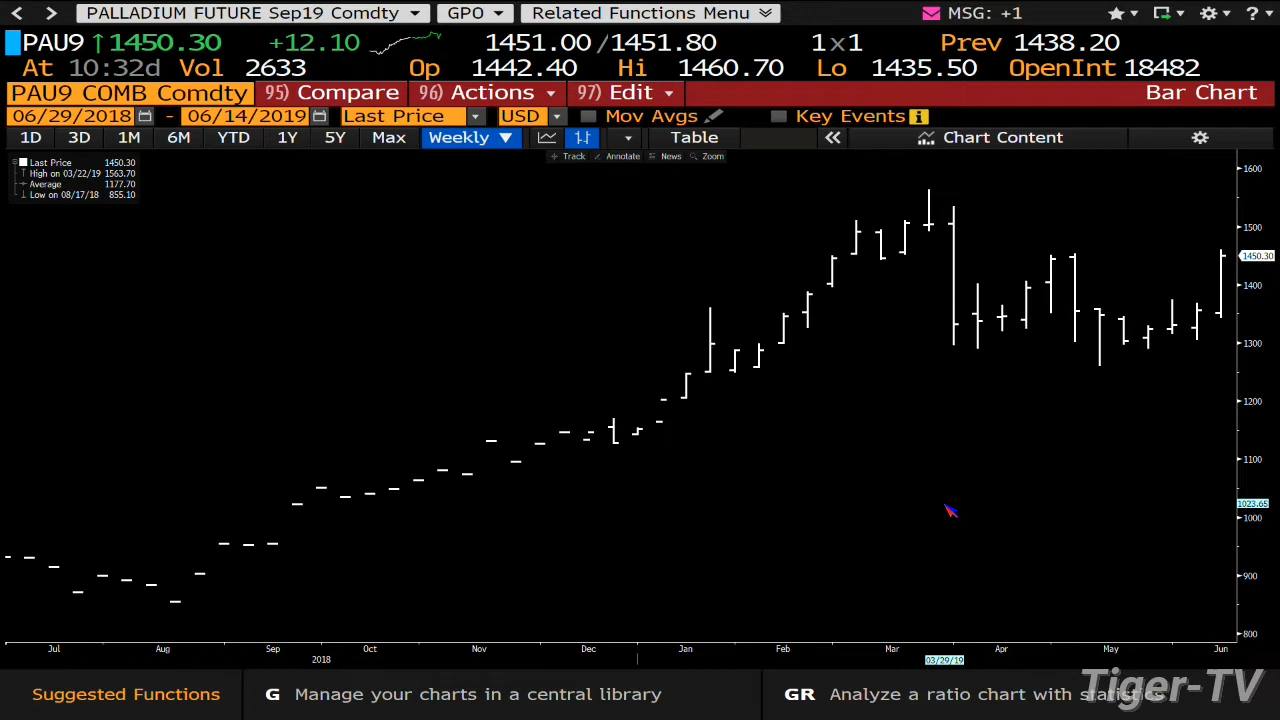 PALLADIUM FUTURE Sep19 Comdty GPO Related Functions Menu MSG: +1 ?
PAU9 ↑1450.30 +12.10 1451.00/1451.80 1x1 Prev 1438.20
At 10:32d Vol 2633 Op 1442.40 Hi 1460.70 Lo 1435.50 OpenInt 18482
PAU9 COMB Comdty 95) Compare 96) Actions 97) Edit Bar Chart
06/29/2018 - 06/14/2019 Last Price USD Mov Avgs Key Events i
1D 3D 1M 6M YTD 1Y 5Y Max Weekly ▼ Table « Chart Content
Track Annotate News Zoom
Last Price 1450.30
High on 03/22/19 1563.70
Average 1177.70
Low on 08/17/18 855.10
1600
1500
1450.30
1400
1300
1200
1100
1023.65
1000
900
800
Jul Aug Sep Oct Nov Dec Jan Feb Mar Apr May Jun
2018 03/29/19
Suggested Functions G Manage your charts in a central library GR Analyze a ratio chart with statistics
Tiger-TV